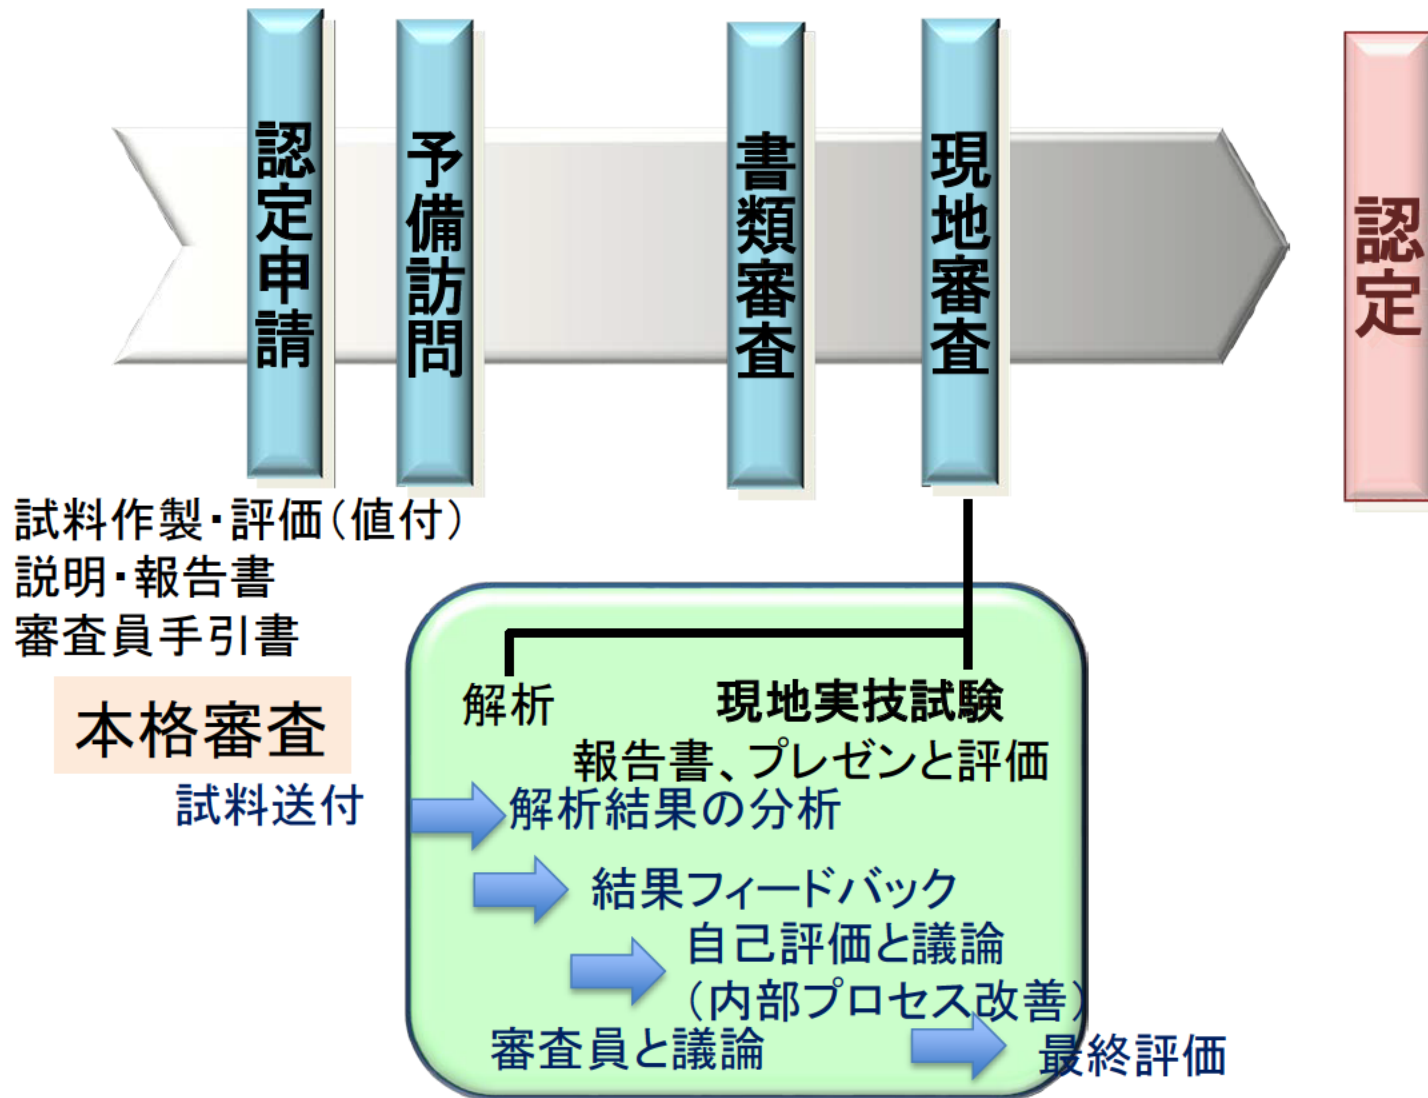 認定申請
予備訪問
書類審査
現地審査
認定
試料作製・評価(値付)
説明・報告書
審査員手引書
本格審査
試料送付
解析
現地実技試験
報告書、プレゼンと評価
解析結果の分析
結果フィードバック
自己評価と議論
(内部プロセス改善)
審査員と議論
最終評価